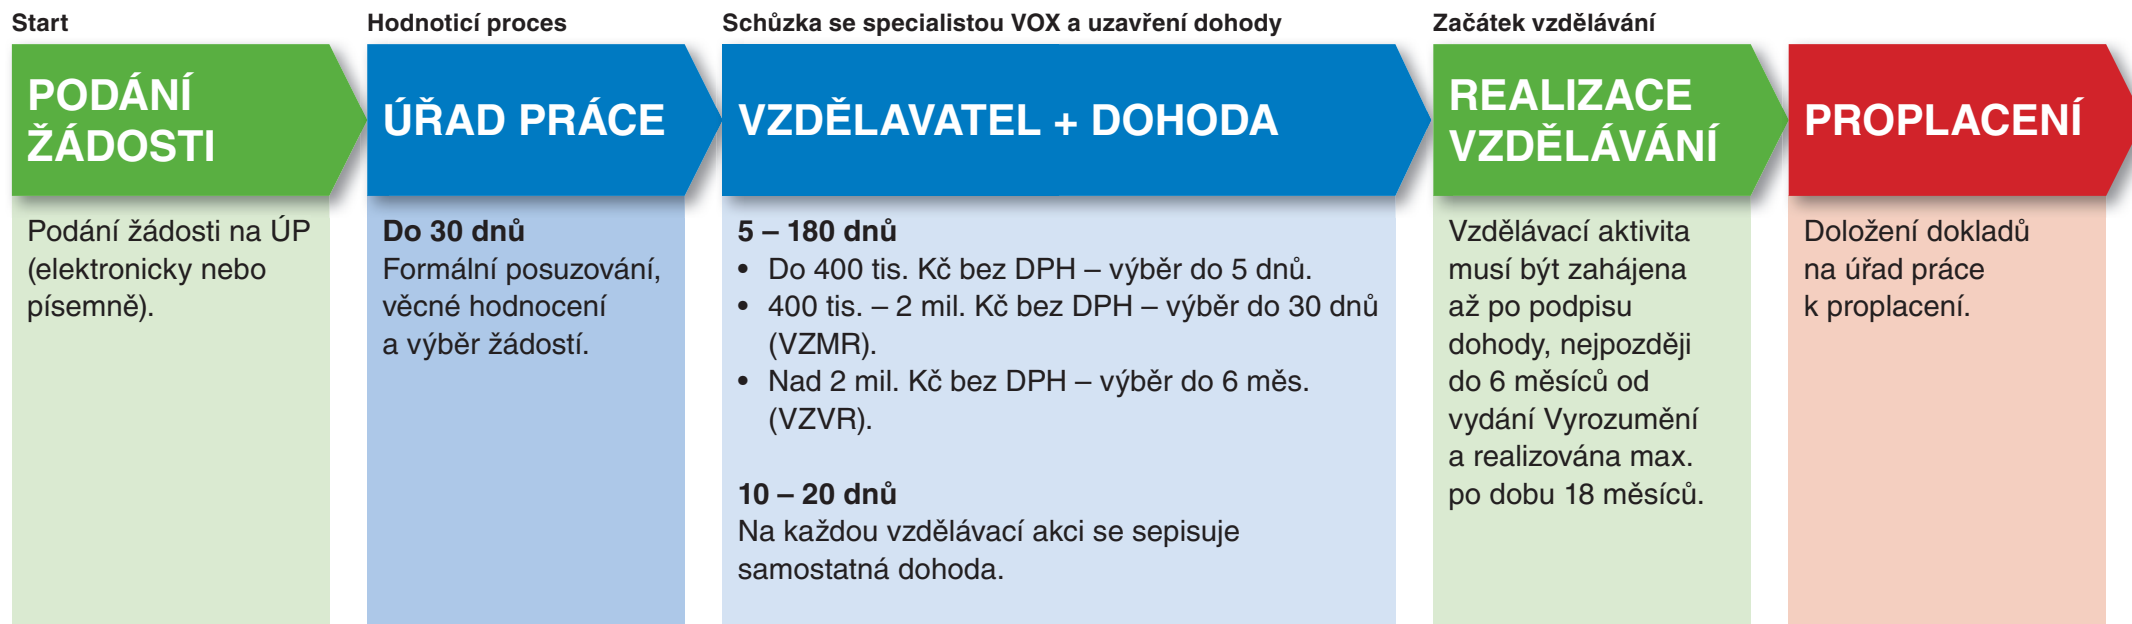 Start
PODÁNÍ
ŽÁDOSTI
Podání žádosti na ÚP
(elektronicky nebo
písemně).
Hodnoticí proces
ÚŘAD PRÁCE
Do 30 dnů
Formální posuzování,
věcné hodnocení
a výběr žádostí.
Schůzka se specialistou VOX a uzavření dohody
VZDĚLAVATEL + DOHODA
5 – 180 dnů
• Do 400 tis. Kč bez DPH – výběr do 5 dnů.
• 400 tis. – 2 mil. Kč bez DPH – výběr do 30 dnů
(VZMR).
• Nad 2 mil. Kč bez DPH – výběr do 6 měs.
(VZVR).
10 – 20 dnů
Na každou vzdělávací akci se sepisuje
samostatná dohoda.
Začátek vzdělávání
REALIZACE
VZDĚLÁVÁNÍ
Vzdělávací aktivita
musí být zahájena
až po podpisu
dohody, nejpozději
do 6 měsíců od
vydání Vyrozumění
a realizována max.
po dobu 18 měsíců.
PROPLACENÍ
Doložení dokladů
na úřad práce
k proplacení.